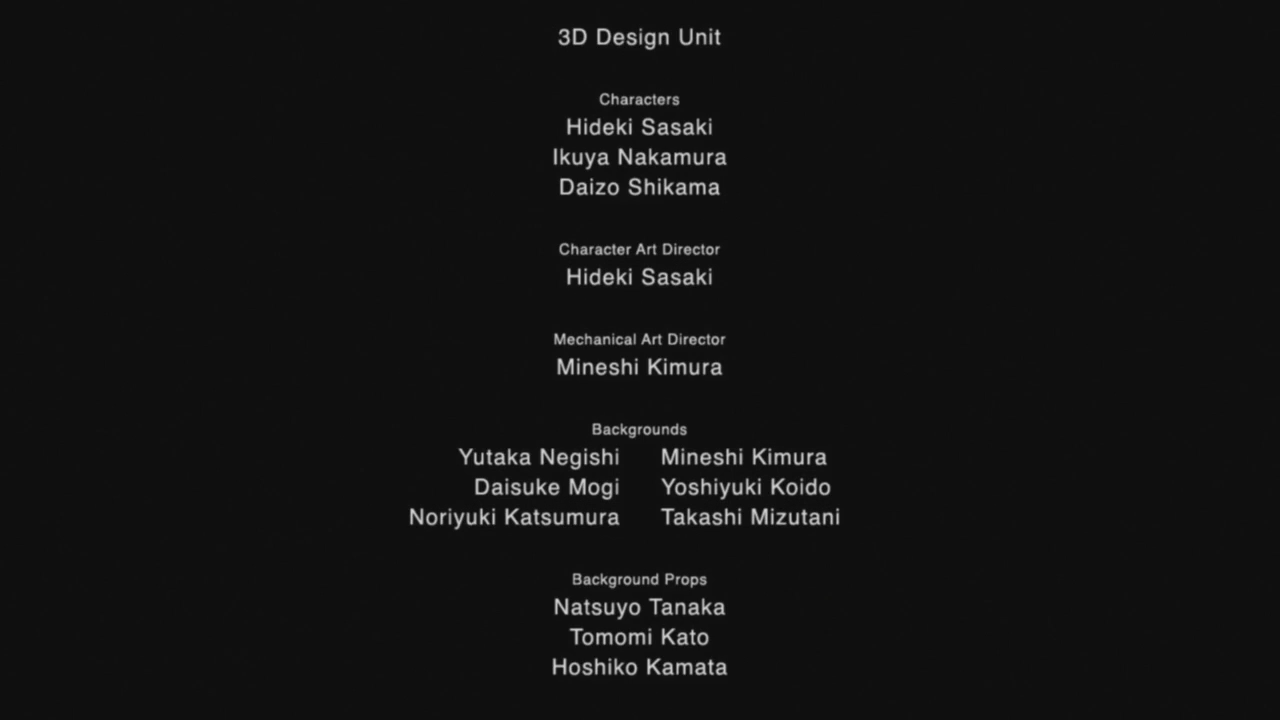 3D Design Unit
Characters
Hideki Sasaki
Ikuya Nakamura
Daizo Shikama
Character Art Director
Hideki Sasaki
Mechanical Art Director
Mineshi Kimura
Backgrounds
Yutaka Negishi Mineshi Kimura
Daisuke Mogi Yoshiyuki Koido
Noriyuki Katsumura Takashi Mizutani
Background Props
Natsuyo Tanaka
Tomomi Kato
Hoshiko Kamata